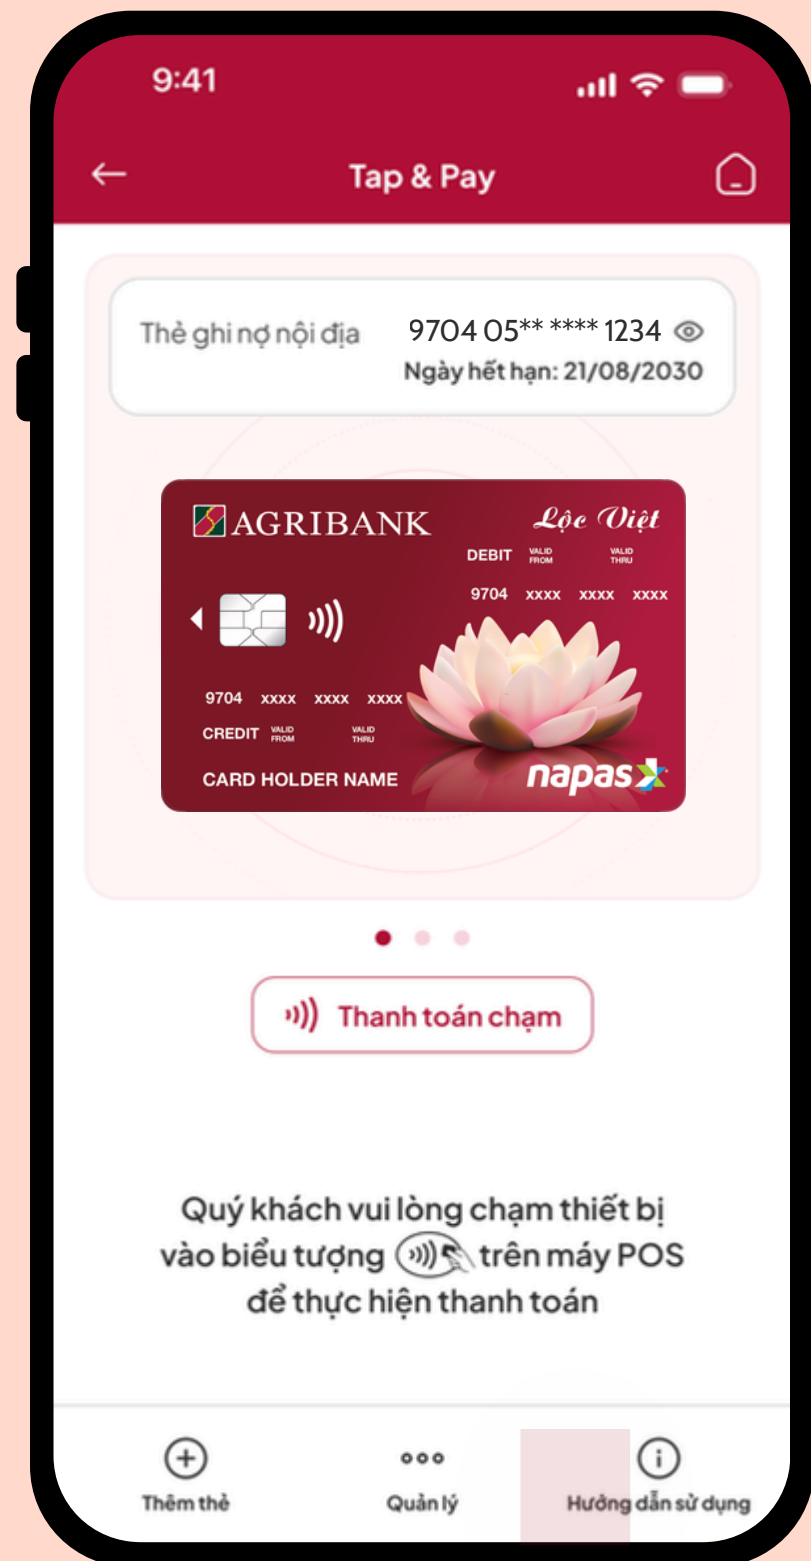 9:41
Tap & Pay
Thẻ ghi nợ nội địa 9704 05** **** 1234
Ngày hết hạn: 21/08/2030
AGRIBANK Lộc Việt
DEBIT VALID FROM VALID THRU
9704 xxxx xxxx xxxx
9704 xxxx xxxx xxxx
CREDIT VALID FROM VALID THRU
CARD HOLDER NAME napas
Thanh toán chạm
Quý khách vui lòng chạm thiết bị
vào biểu tượng trên máy POS
để thực hiện thanh toán
Thêm thẻ Quản lý Hướng dẫn sử dụng